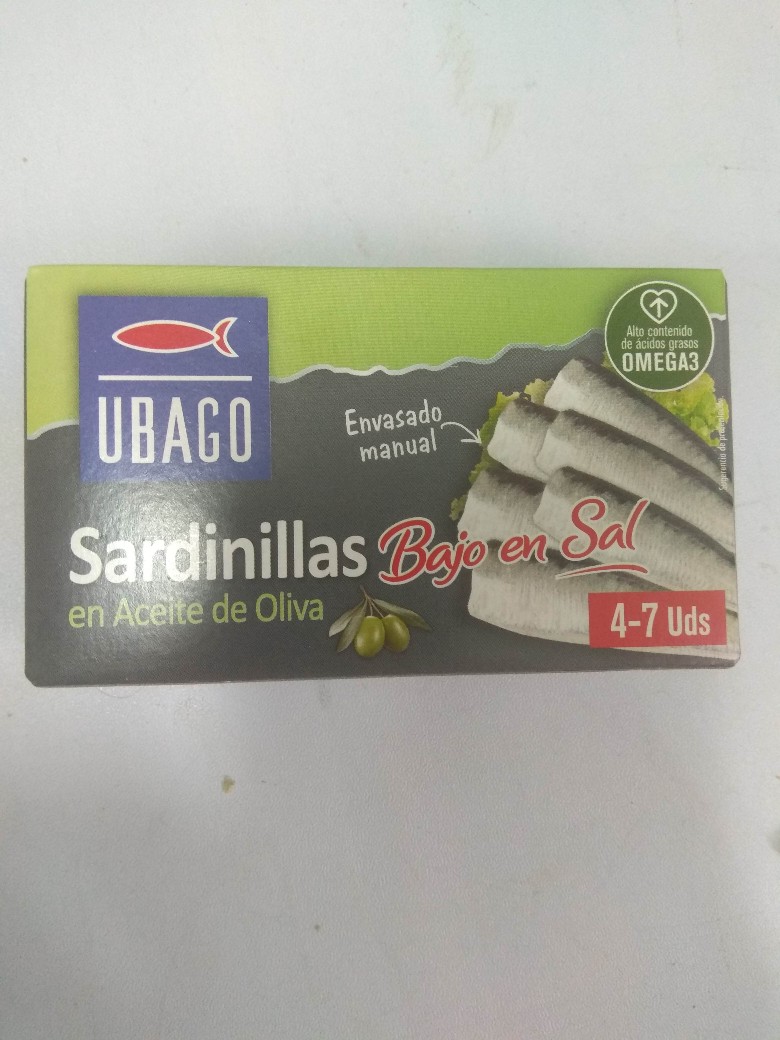 UBAGO
Alto contenido
de ácidos grasos
OMEGA3
Envasado
manual
Sardinillas Bajo en Sal
en Aceite de Oliva
4-7 Uds